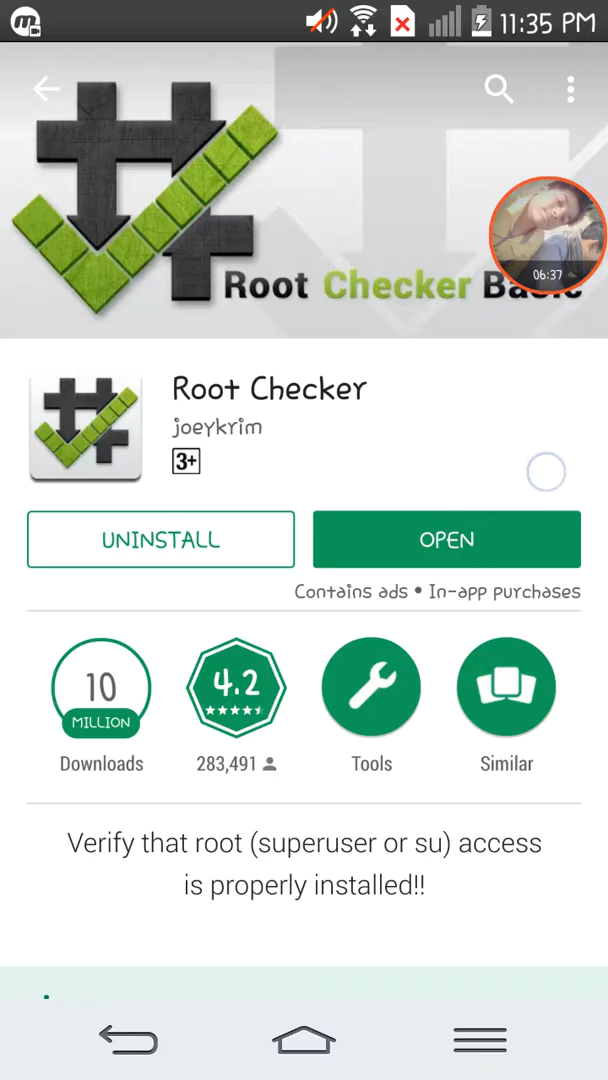 11:35 PM
Root Checker Basic
06:37
Root Checker
joeykrim
3+
UNINSTALL
OPEN
Contains ads • In-app purchases
10
MILLION
4.2
Downloads
283,491
Tools
Similar
Verify that root (superuser or su) access
is properly installed!!